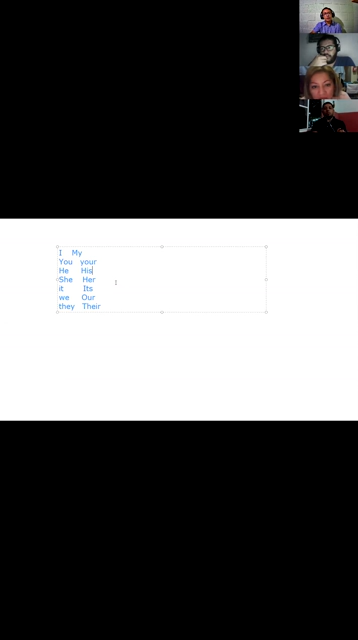 I My
You your
He His
She Her
it Its
we Our
they Their